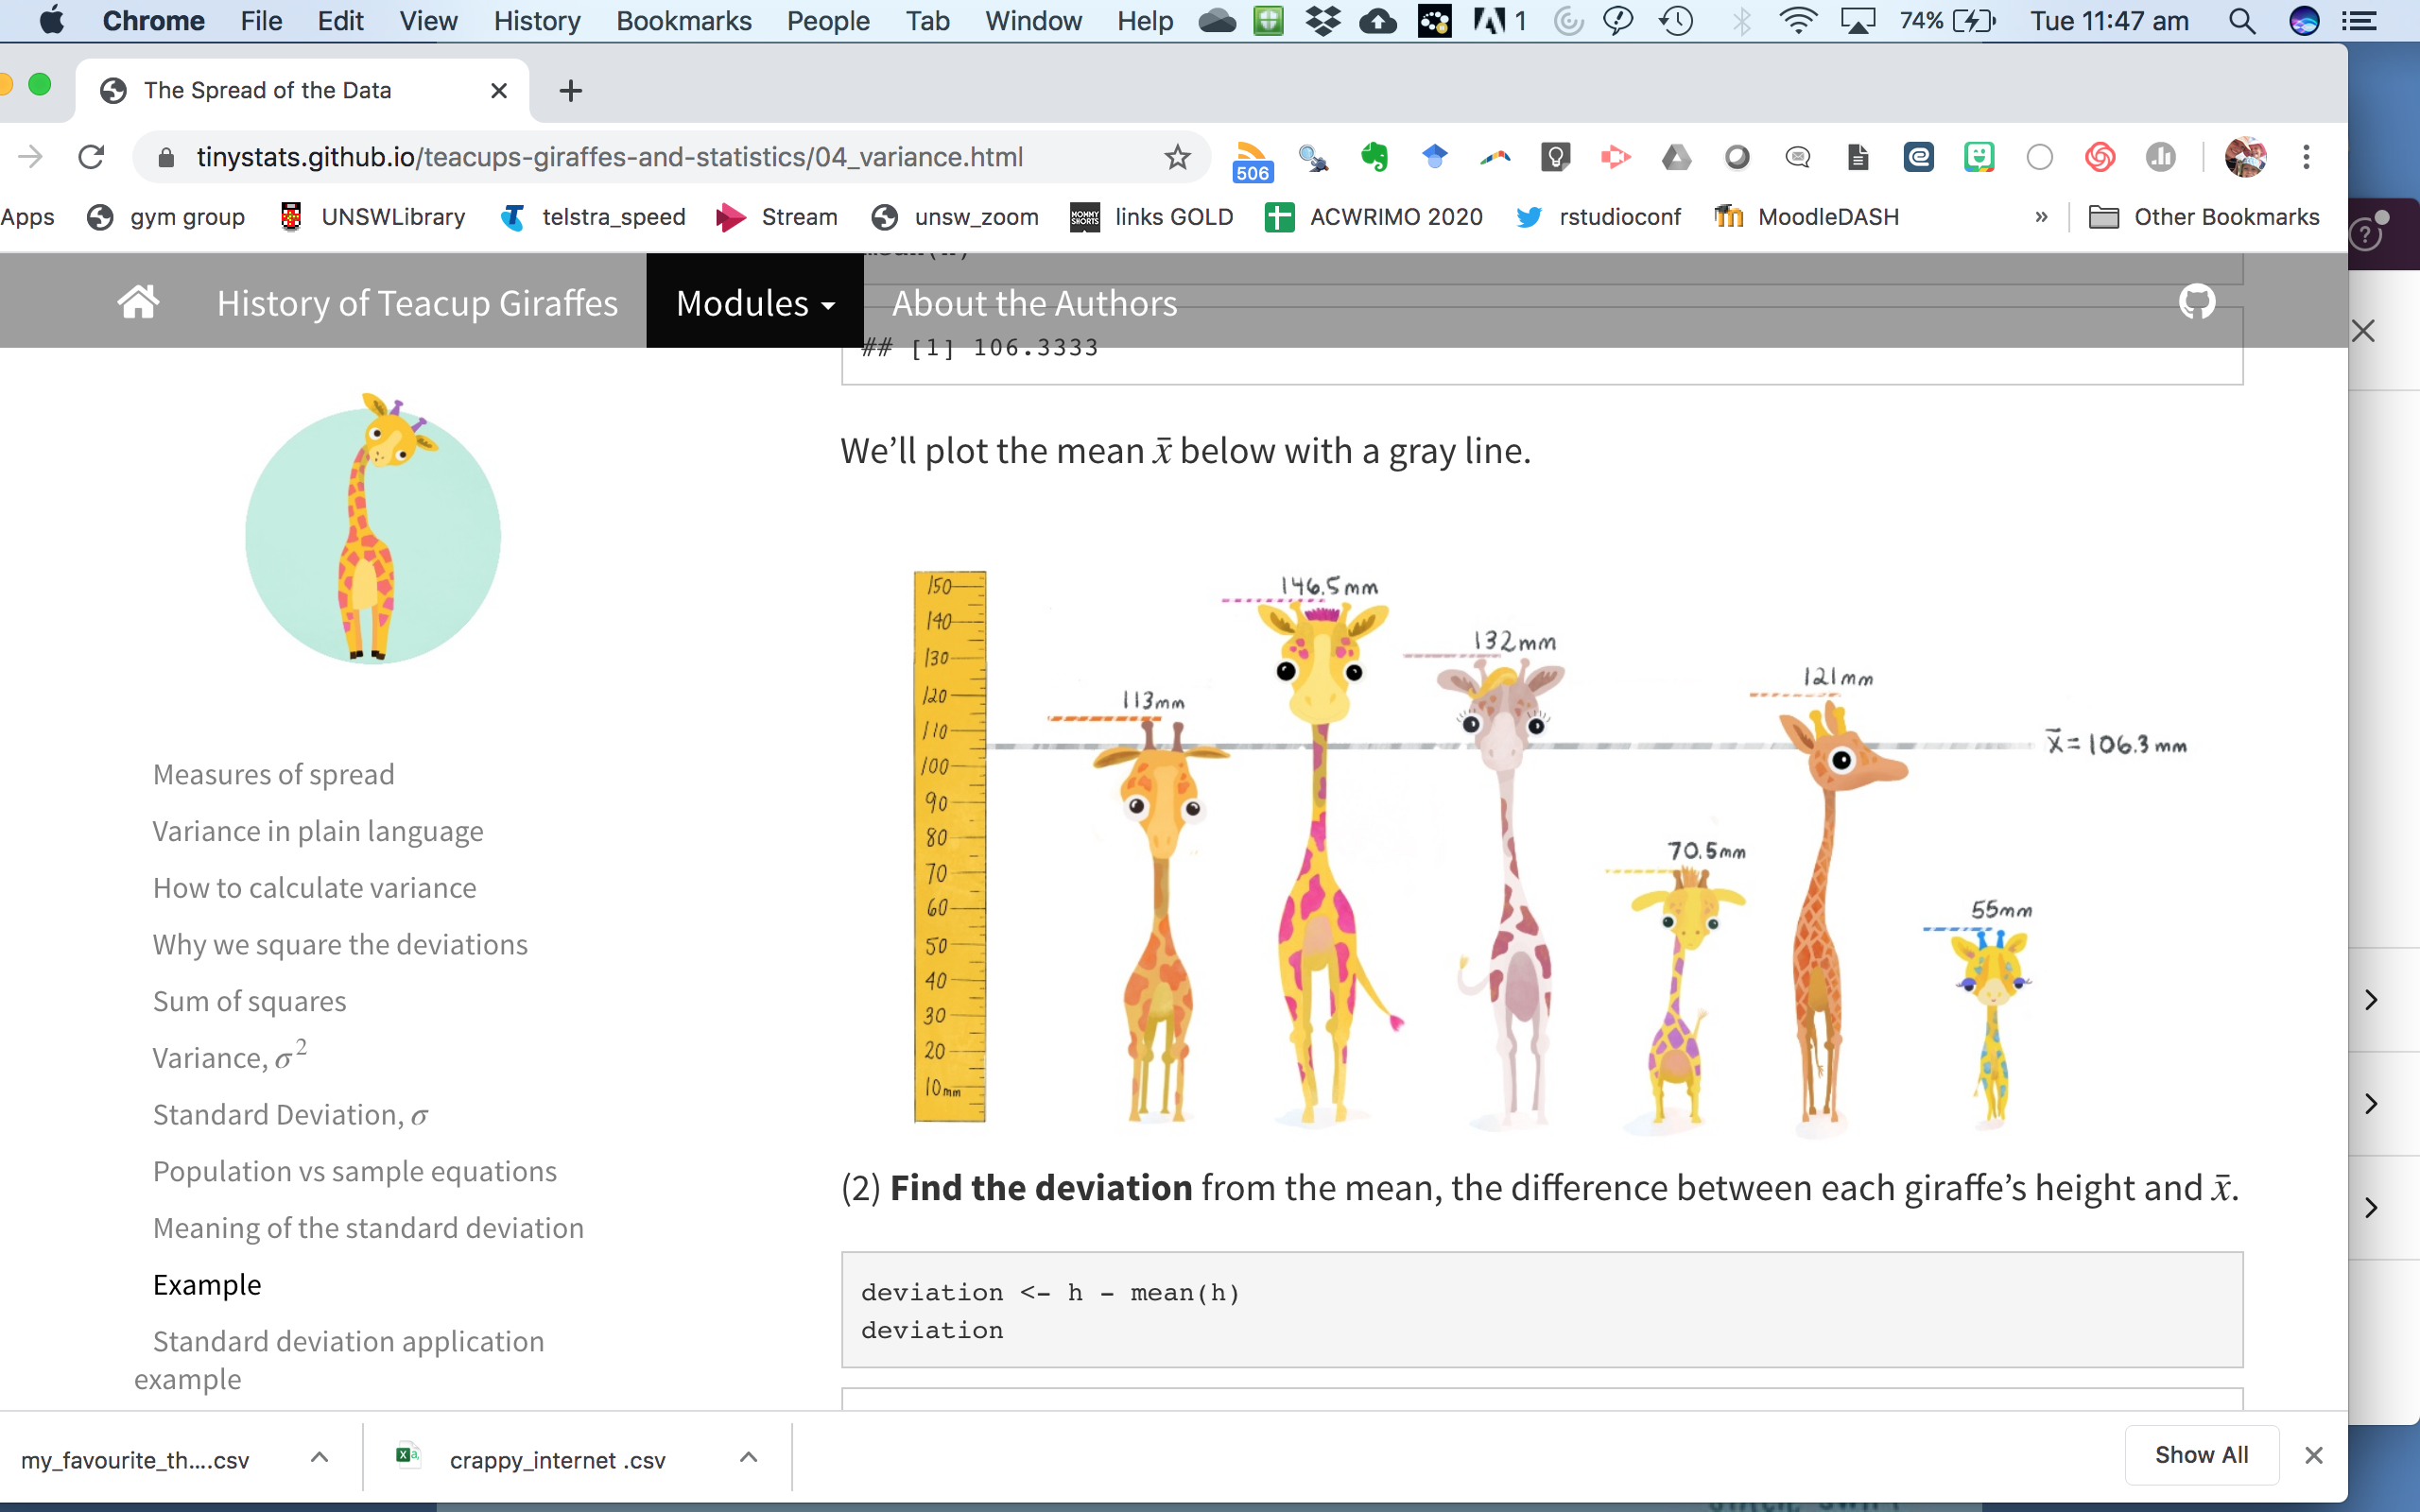 Chrome File Edit View History Bookmarks People Tab Window Help 1 74% Tue 11:47 am
The Spread of the Data
tinystats.github.io/teacups-giraffes-and-statistics/04_variance.html
506
Apps gym group UNSWLibrary telstra_speed Stream unsw_zoom links GOLD ACWRIMO 2020 rstudioconf MoodleDASH » Other Bookmarks
History of Teacup Giraffes Modules About the Authors
## [1] 106.3333
We’ll plot the mean x̄ below with a gray line.
150
140
130
120
110
100
90
80
70
60
50
40
30
20
10mm
113mm
146.5mm
132mm
70.5mm
121mm
55mm
x̄ = 106.3 mm
Measures of spread
Variance in plain language
How to calculate variance
Why we square the deviations
Sum of squares
Variance, σ²
Standard Deviation, σ
Population vs sample equations
Meaning of the standard deviation
Example
Standard deviation application
example
(2) Find the deviation from the mean, the difference between each giraffe’s height and x̄.
deviation <- h - mean(h)
deviation
my_favourite_th....csv
crappy_internet .csv
Show All